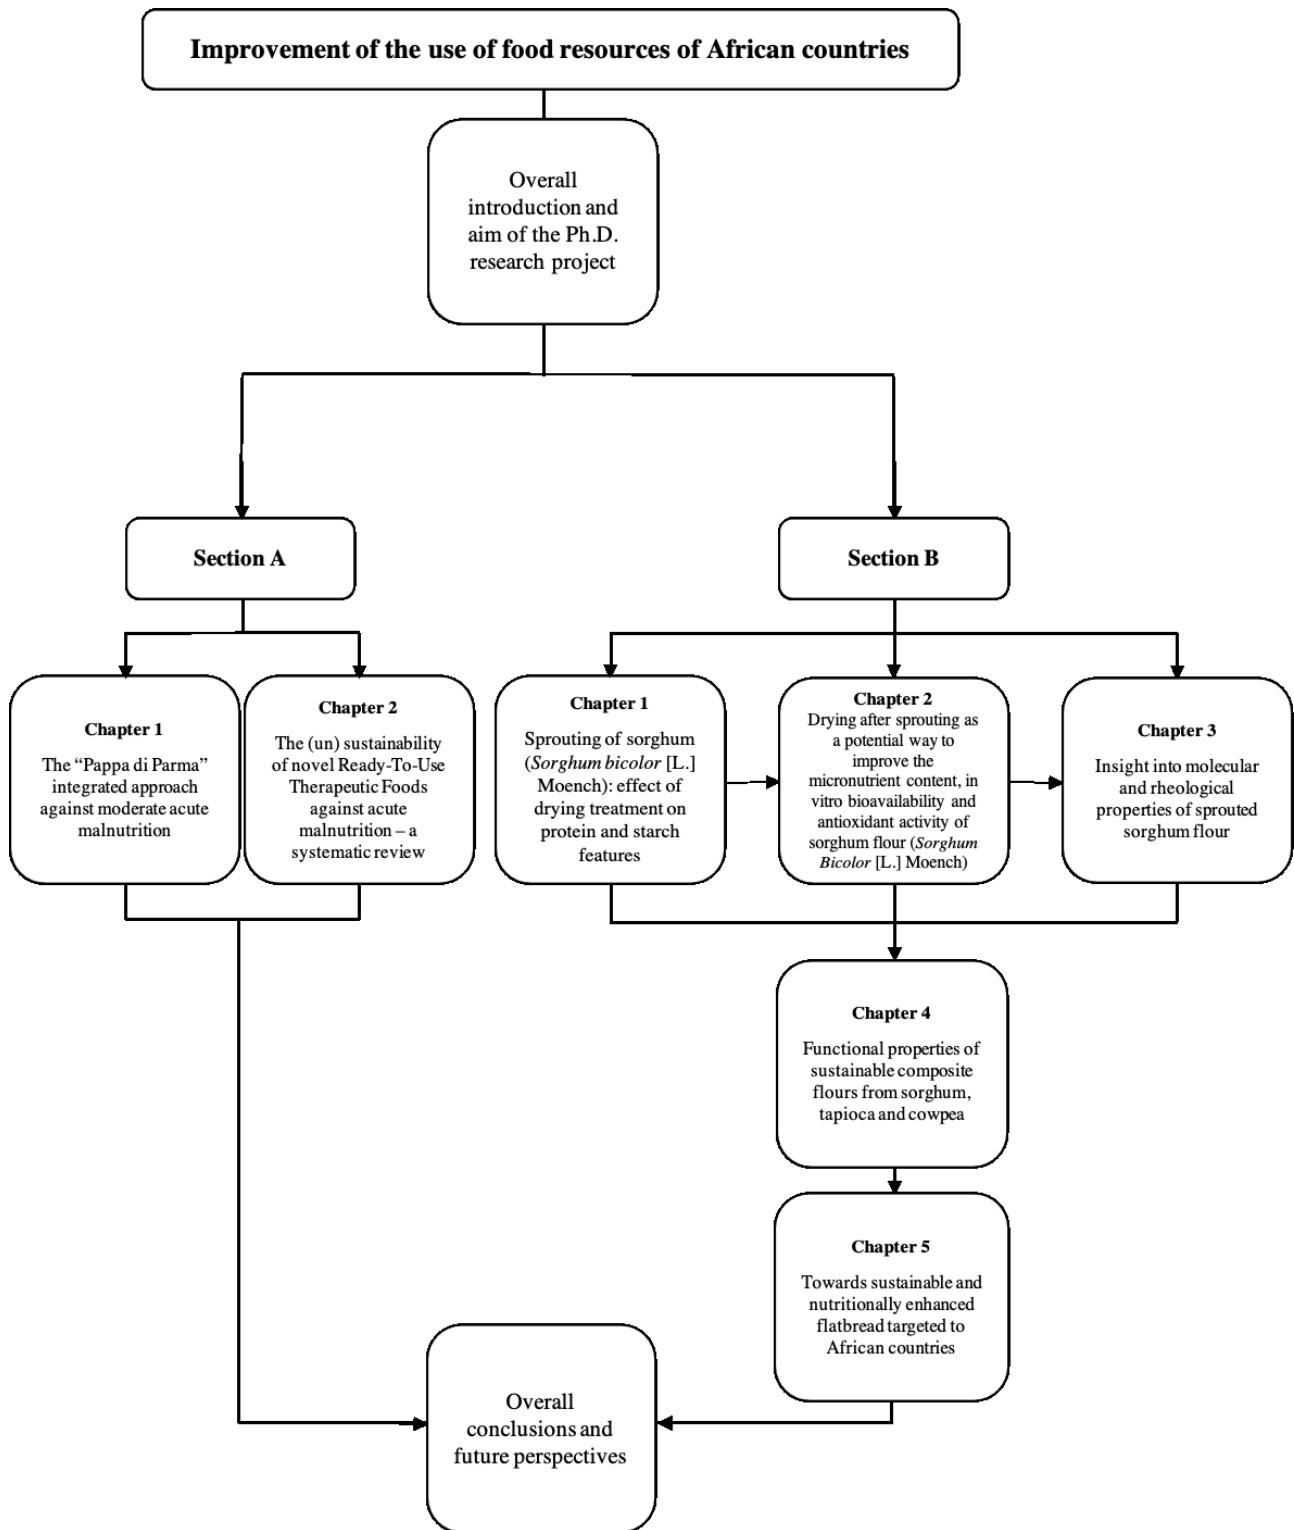 Improvement of the use of food resources of African countries
Overall
introduction and
aim of the Ph.D.
research project
Section A
Section B
Chapter 1
The “Pappa di Parma”
integrated approach
against moderate acute
malnutrition
Chapter 2
The (un) sustainability
of novel Ready-To-Use
Therapeutic Foods
against acute
malnutrition – a
systematic review
Chapter 1
Sprouting of sorghum
(Sorghum bicolor [L.]
Moench): effect of
drying treatment on
protein and starch
features
Chapter 2
Drying after sprouting as
a potential way to
improve the
micronutrient content, in
vitro bioavailability and
antioxidant activity of
sorghum flour (Sorghum
Bicolor [L.] Moench)
Chapter 3
Insight into molecular
and rheological
properties of sprouted
sorghum flour
Chapter 4
Functional properties of
sustainable composite
flours from sorghum,
tapioca and cowpea
Chapter 5
Towards sustainable and
nutritionally enhanced
flatbread targeted to
African countries
Overall
conclusions and
future perspectives